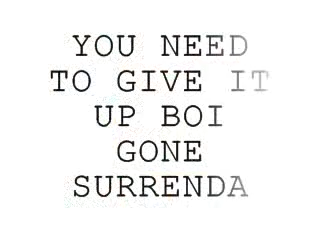 YOU NEED
TO GIVE IT
UP BOI
GONE
SURRENDA